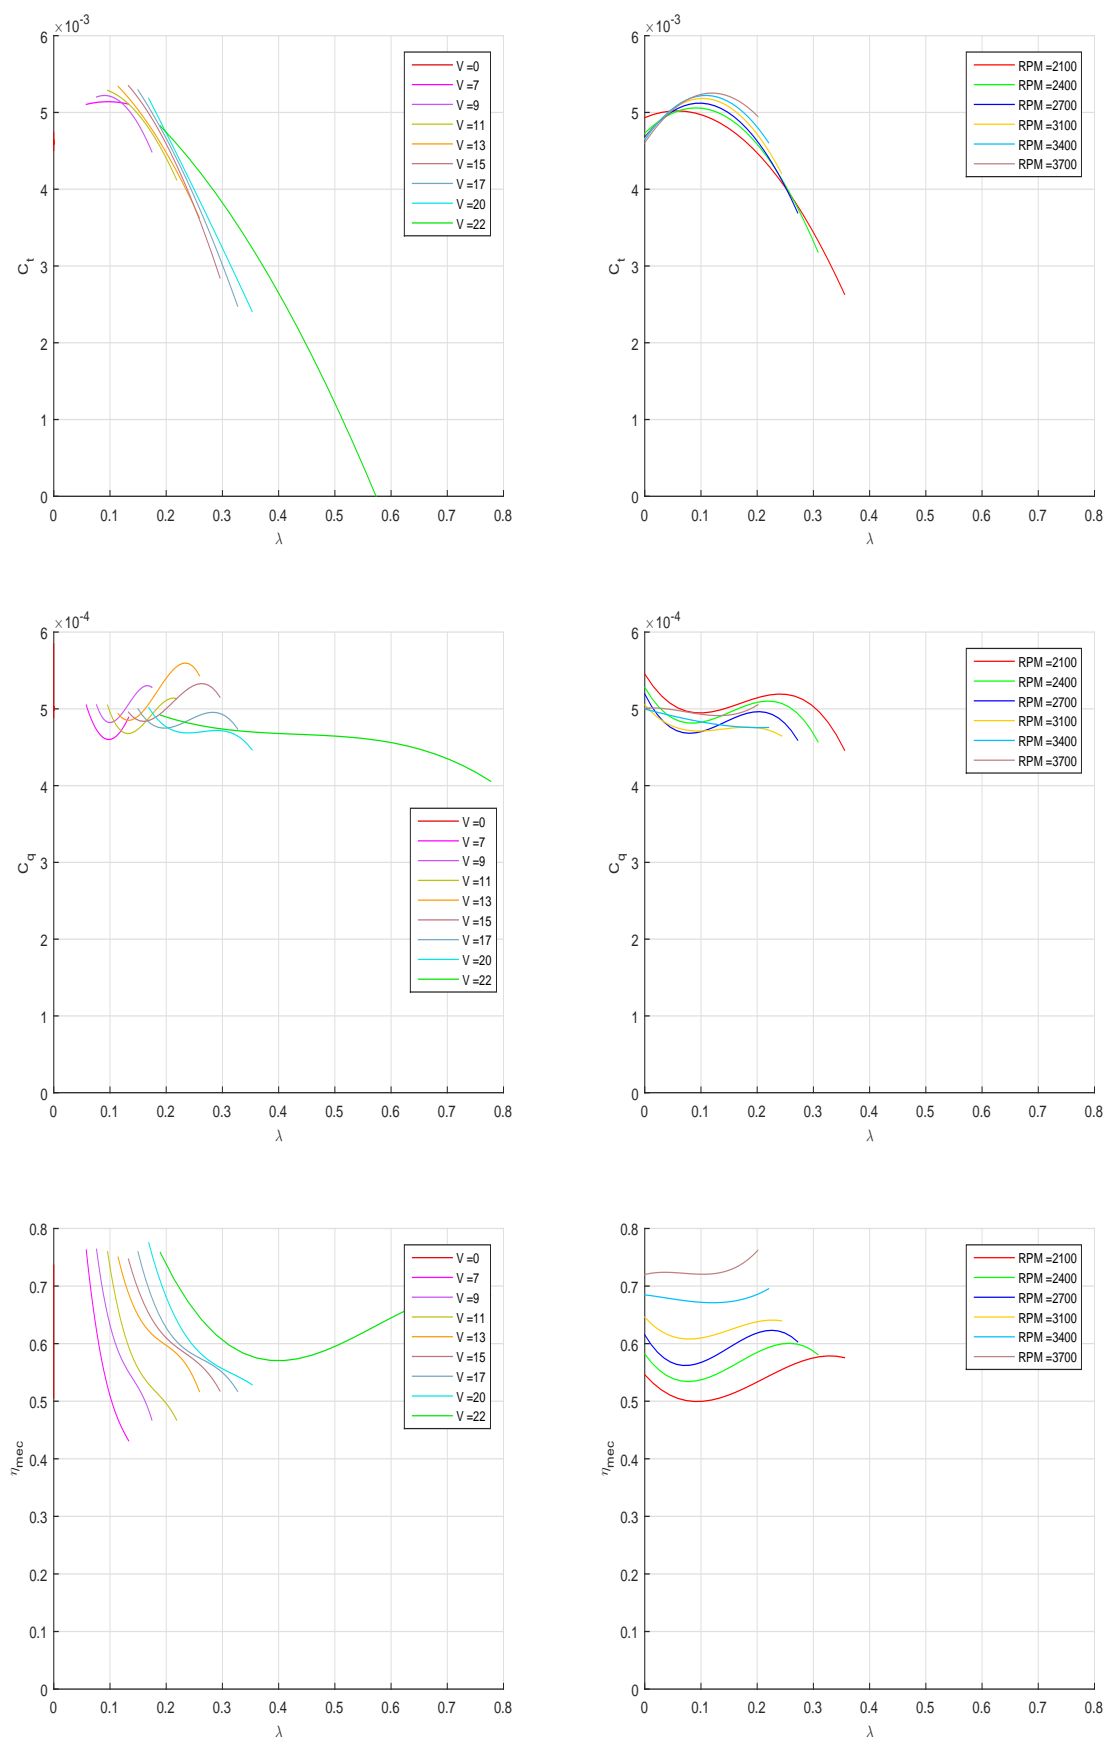 ×10-3
6
5
4
3
2
1
0
Ct
0 0.1 0.2 0.3 0.4 0.5 0.6 0.7 0.8
λ
V =0
V =7
V =9
V =11
V =13
V =15
V =17
V =20
V =22
×10-3
6
5
4
3
2
1
0
Ct
0 0.1 0.2 0.3 0.4 0.5 0.6 0.7 0.8
λ
RPM =2100
RPM =2400
RPM =2700
RPM =3100
RPM =3400
RPM =3700
×10-4
6
5
4
3
2
1
0
Cq
0 0.1 0.2 0.3 0.4 0.5 0.6 0.7 0.8
λ
V =0
V =7
V =9
V =11
V =13
V =15
V =17
V =20
V =22
×10-4
6
5
4
3
2
1
0
Cq
0 0.1 0.2 0.3 0.4 0.5 0.6 0.7 0.8
λ
RPM =2100
RPM =2400
RPM =2700
RPM =3100
RPM =3400
RPM =3700
0.8
0.7
0.6
0.5
0.4
0.3
0.2
0.1
0
ηmec
0 0.1 0.2 0.3 0.4 0.5 0.6 0.7 0.8
λ
V =0
V =7
V =9
V =11
V =13
V =15
V =17
V =20
V =22
0.8
0.7
0.6
0.5
0.4
0.3
0.2
0.1
0
ηmec
0 0.1 0.2 0.3 0.4 0.5 0.6 0.7 0.8
λ
RPM =2100
RPM =2400
RPM =2700
RPM =3100
RPM =3400
RPM =3700